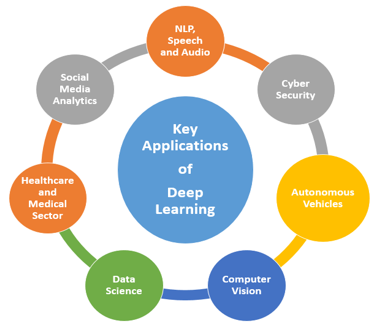 NLP,
Speech
and Audio
Cyber
Security
Autonomous
Vehicles
Computer
Vision
Data
Science
Healthcare
and
Medical
Sector
Social
Media
Analytics
Key
Applications
of
Deep
Learning